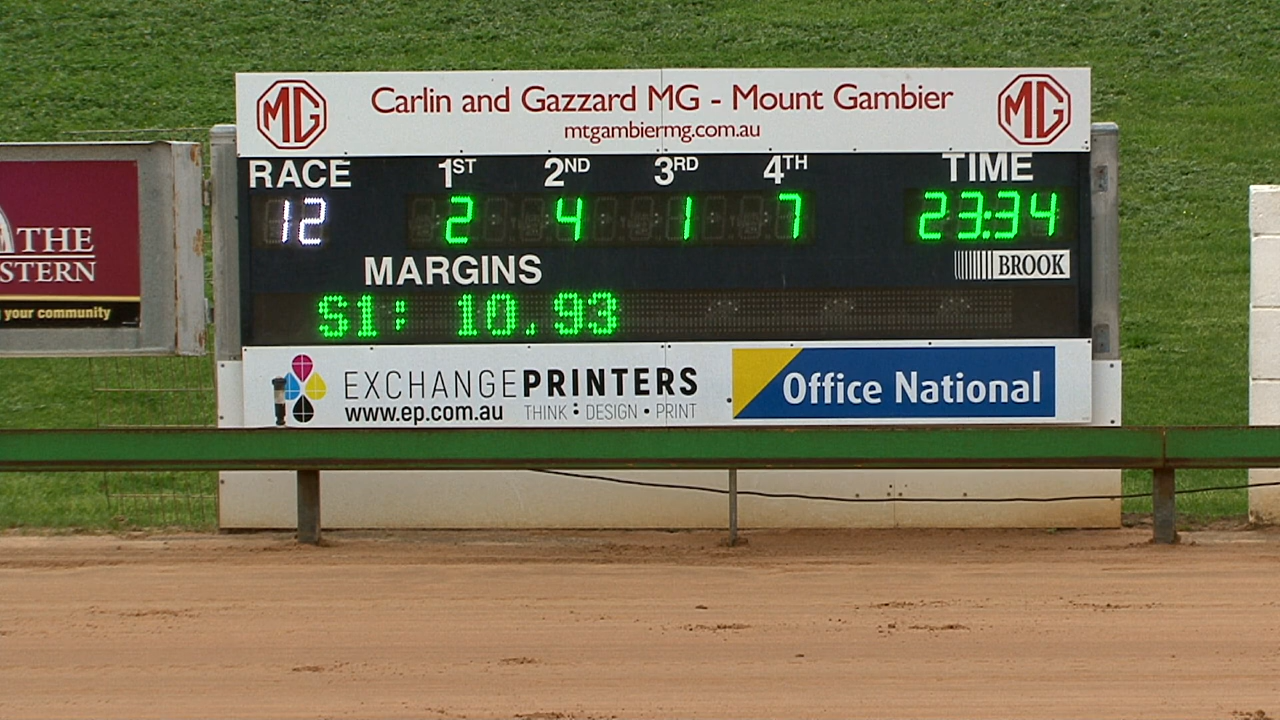 MG Carlin and Gazzard MG - Mount Gambier MG
mtgambiermg.com.au
RACE 1ST 2ND 3RD 4TH TIME
12 2 4 1 7 23:34
MARGINS BROOK
S1: 10.93
EXCHANGEPRINTERS
www.ep.com.au THINK : DESIGN • PRINT
Office National
THE
STERN
your community